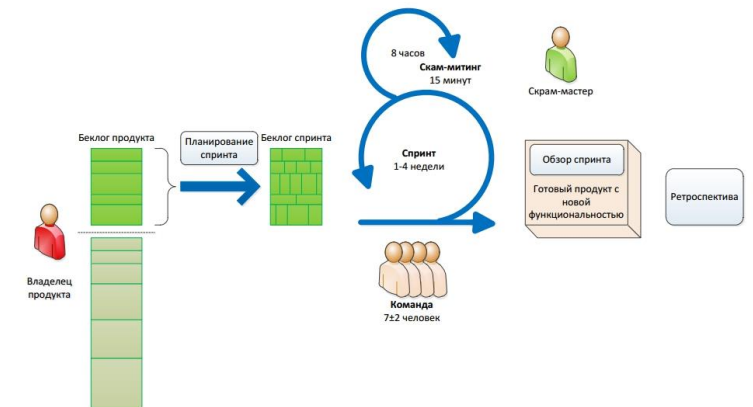 8 часов
Скам-митинг
15 минут
Скрам-мастер
Беклог продукта
Планирование
спринта
Беклог спринта
Спринт
1-4 недели
Обзор спринта
Готовый продукт с
новой
функциональностью
Ретроспектива
Владелец
продукта
Команда
7±2 человек